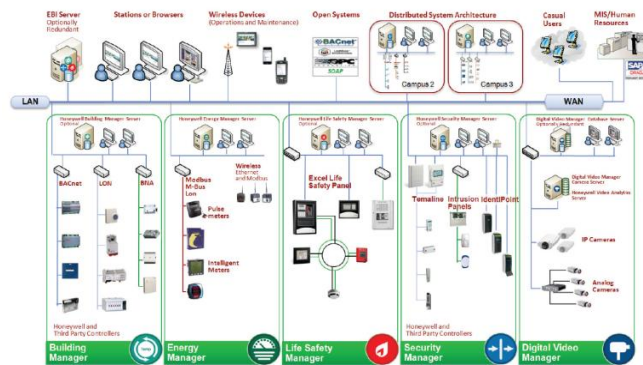 EBI Server
Optionally
Redundant
Stations or Browsers
Wireless Devices
(Operations and Maintenance)
Open Systems
BACnet
SOAP
Distributed System Architecture
Campus 2
Campus 3
Casual
Users
MIS/Human
Resources
SAP
LAN
WAN
Honeywell Building Manager Server
Optional
BACnet
LON
BNA
Honeywell and
Third Party Controllers
Building
Manager
Honeywell Energy Manager Server
Optional
Modbus
M-Bus
Lon
Wireless
Ethernet
and Modbus
Pulse
meters
Intelligent
Meters
Energy
Manager
Honeywell Life Safety Manager Server
Optional
Excel Life
Safety Panel
Life Safety
Manager
Honeywell Security Manager Server
Optional
Temaline
Intrusion
Panels
IdentiPoint
Honeywell and
Third Party Controllers
Security
Manager
Digital Video Manager Database Server
Optionally Redundant
Digital Video Manager
Camera Server
Honeywell Video Analytics
Server
IP Cameras
Analog
Cameras
Digital Video
Manager